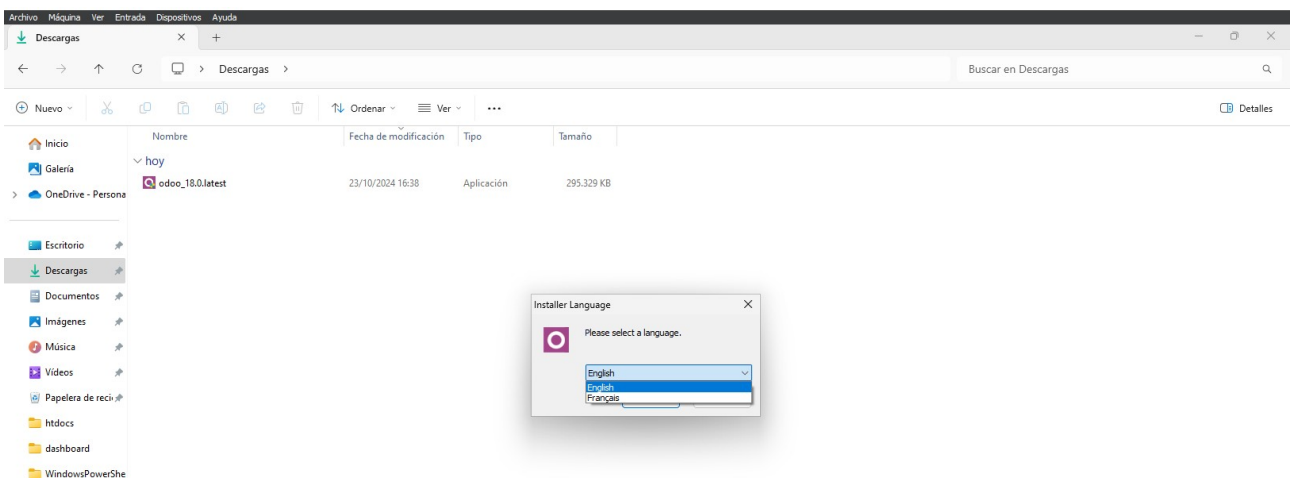 Archivo Máquina Ver Entrada Dispositivos Ayuda
Descargas
Descargas
Buscar en Descargas
Nuevo
Ordenar
Ver
Detalles
Nombre Fecha de modificación Tipo Tamaño
Inicio
hoy
Galería
odoo_18.0.latest 23/10/2024 16:38 Aplicación 295.329 KB
OneDrive - Persona
Escritorio
Descargas
Documentos
Imágenes
Música
Vídeos
Papelera de reci
htdocs
dashboard
WindowsPowerShe
Installer Language
Please select a language.
English
English
Français